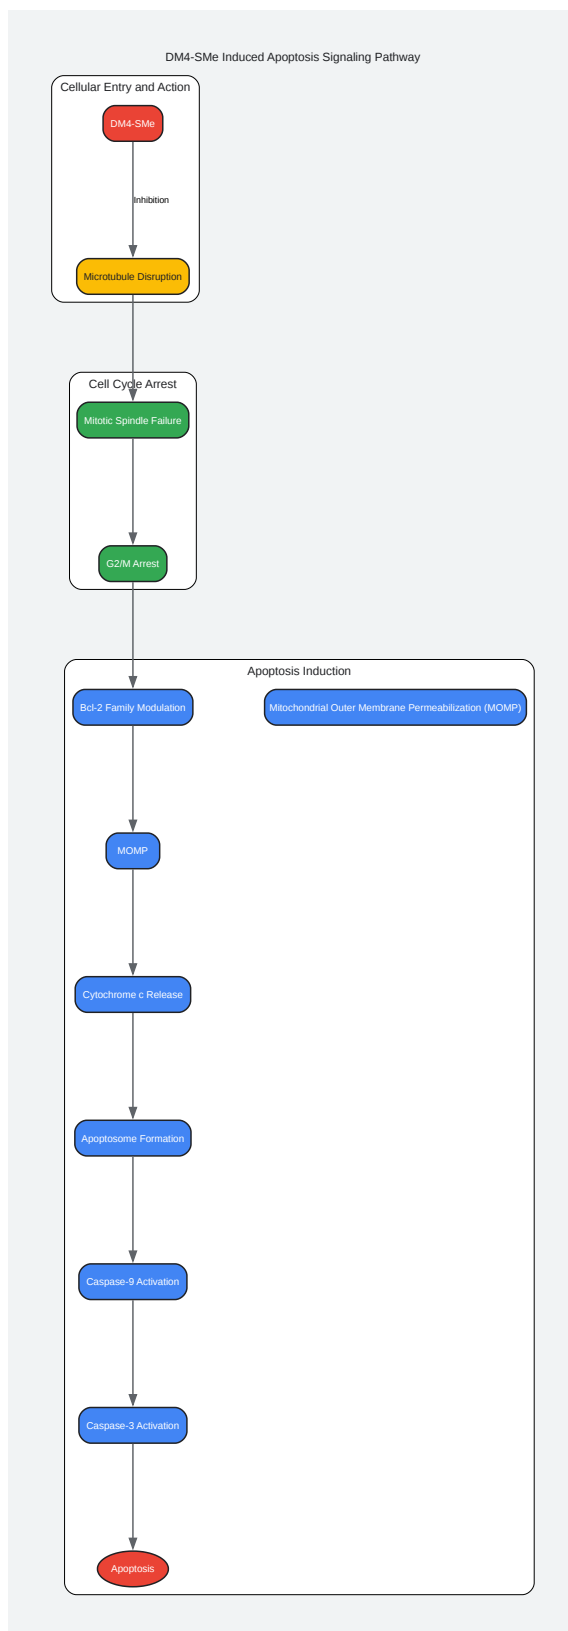 DM4-SMe Induced Apoptosis Signaling Pathway
Cellular Entry and Action
DM4-SMe
Inhibition
Microtubule Disruption
Cell Cycle Arrest
Mitotic Spindle Failure
G2/M Arrest
Apoptosis Induction
Bcl-2 Family Modulation
Mitochondrial Outer Membrane Permeabilization (MOMP)
MOMP
Cytochrome c Release
Apoptosome Formation
Caspase-9 Activation
Caspase-3 Activation
Apoptosis